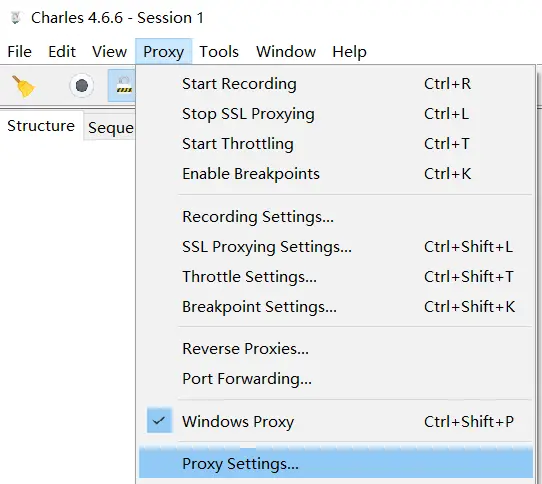 Charles 4.6.6 - Session 1
File Edit View Proxy Tools Window Help
Start Recording Ctrl+R
Stop SSL Proxying Ctrl+L
Start Throttling Ctrl+T
Enable Breakpoints Ctrl+K
Structure Seque
Recording Settings...
SSL Proxying Settings... Ctrl+Shift+L
Throttle Settings... Ctrl+Shift+T
Breakpoint Settings... Ctrl+Shift+K
Reverse Proxies...
Port Forwarding...
Windows Proxy Ctrl+Shift+P
Proxy Settings...